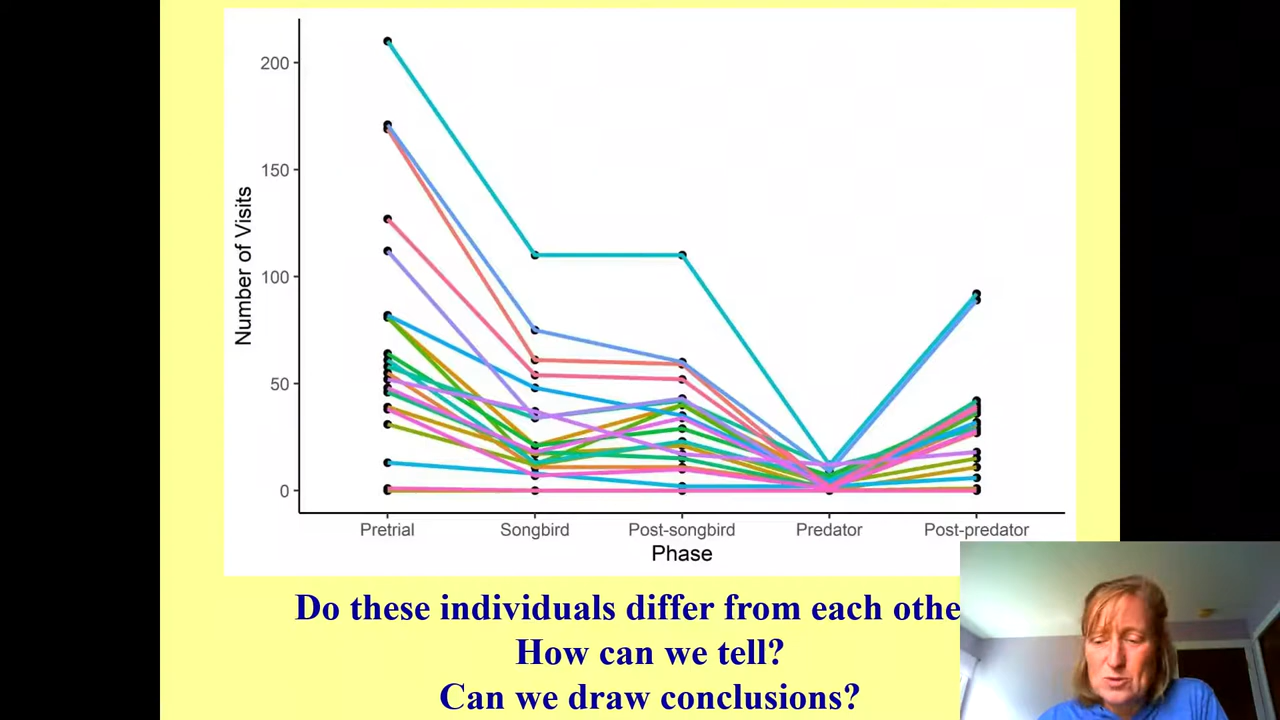 200
150
100
50
0
Number of Visits
Pretrial Songbird Post-songbird Predator Post-predator
Phase
Do these individuals differ from each othe
How can we tell?
Can we draw conclusions?